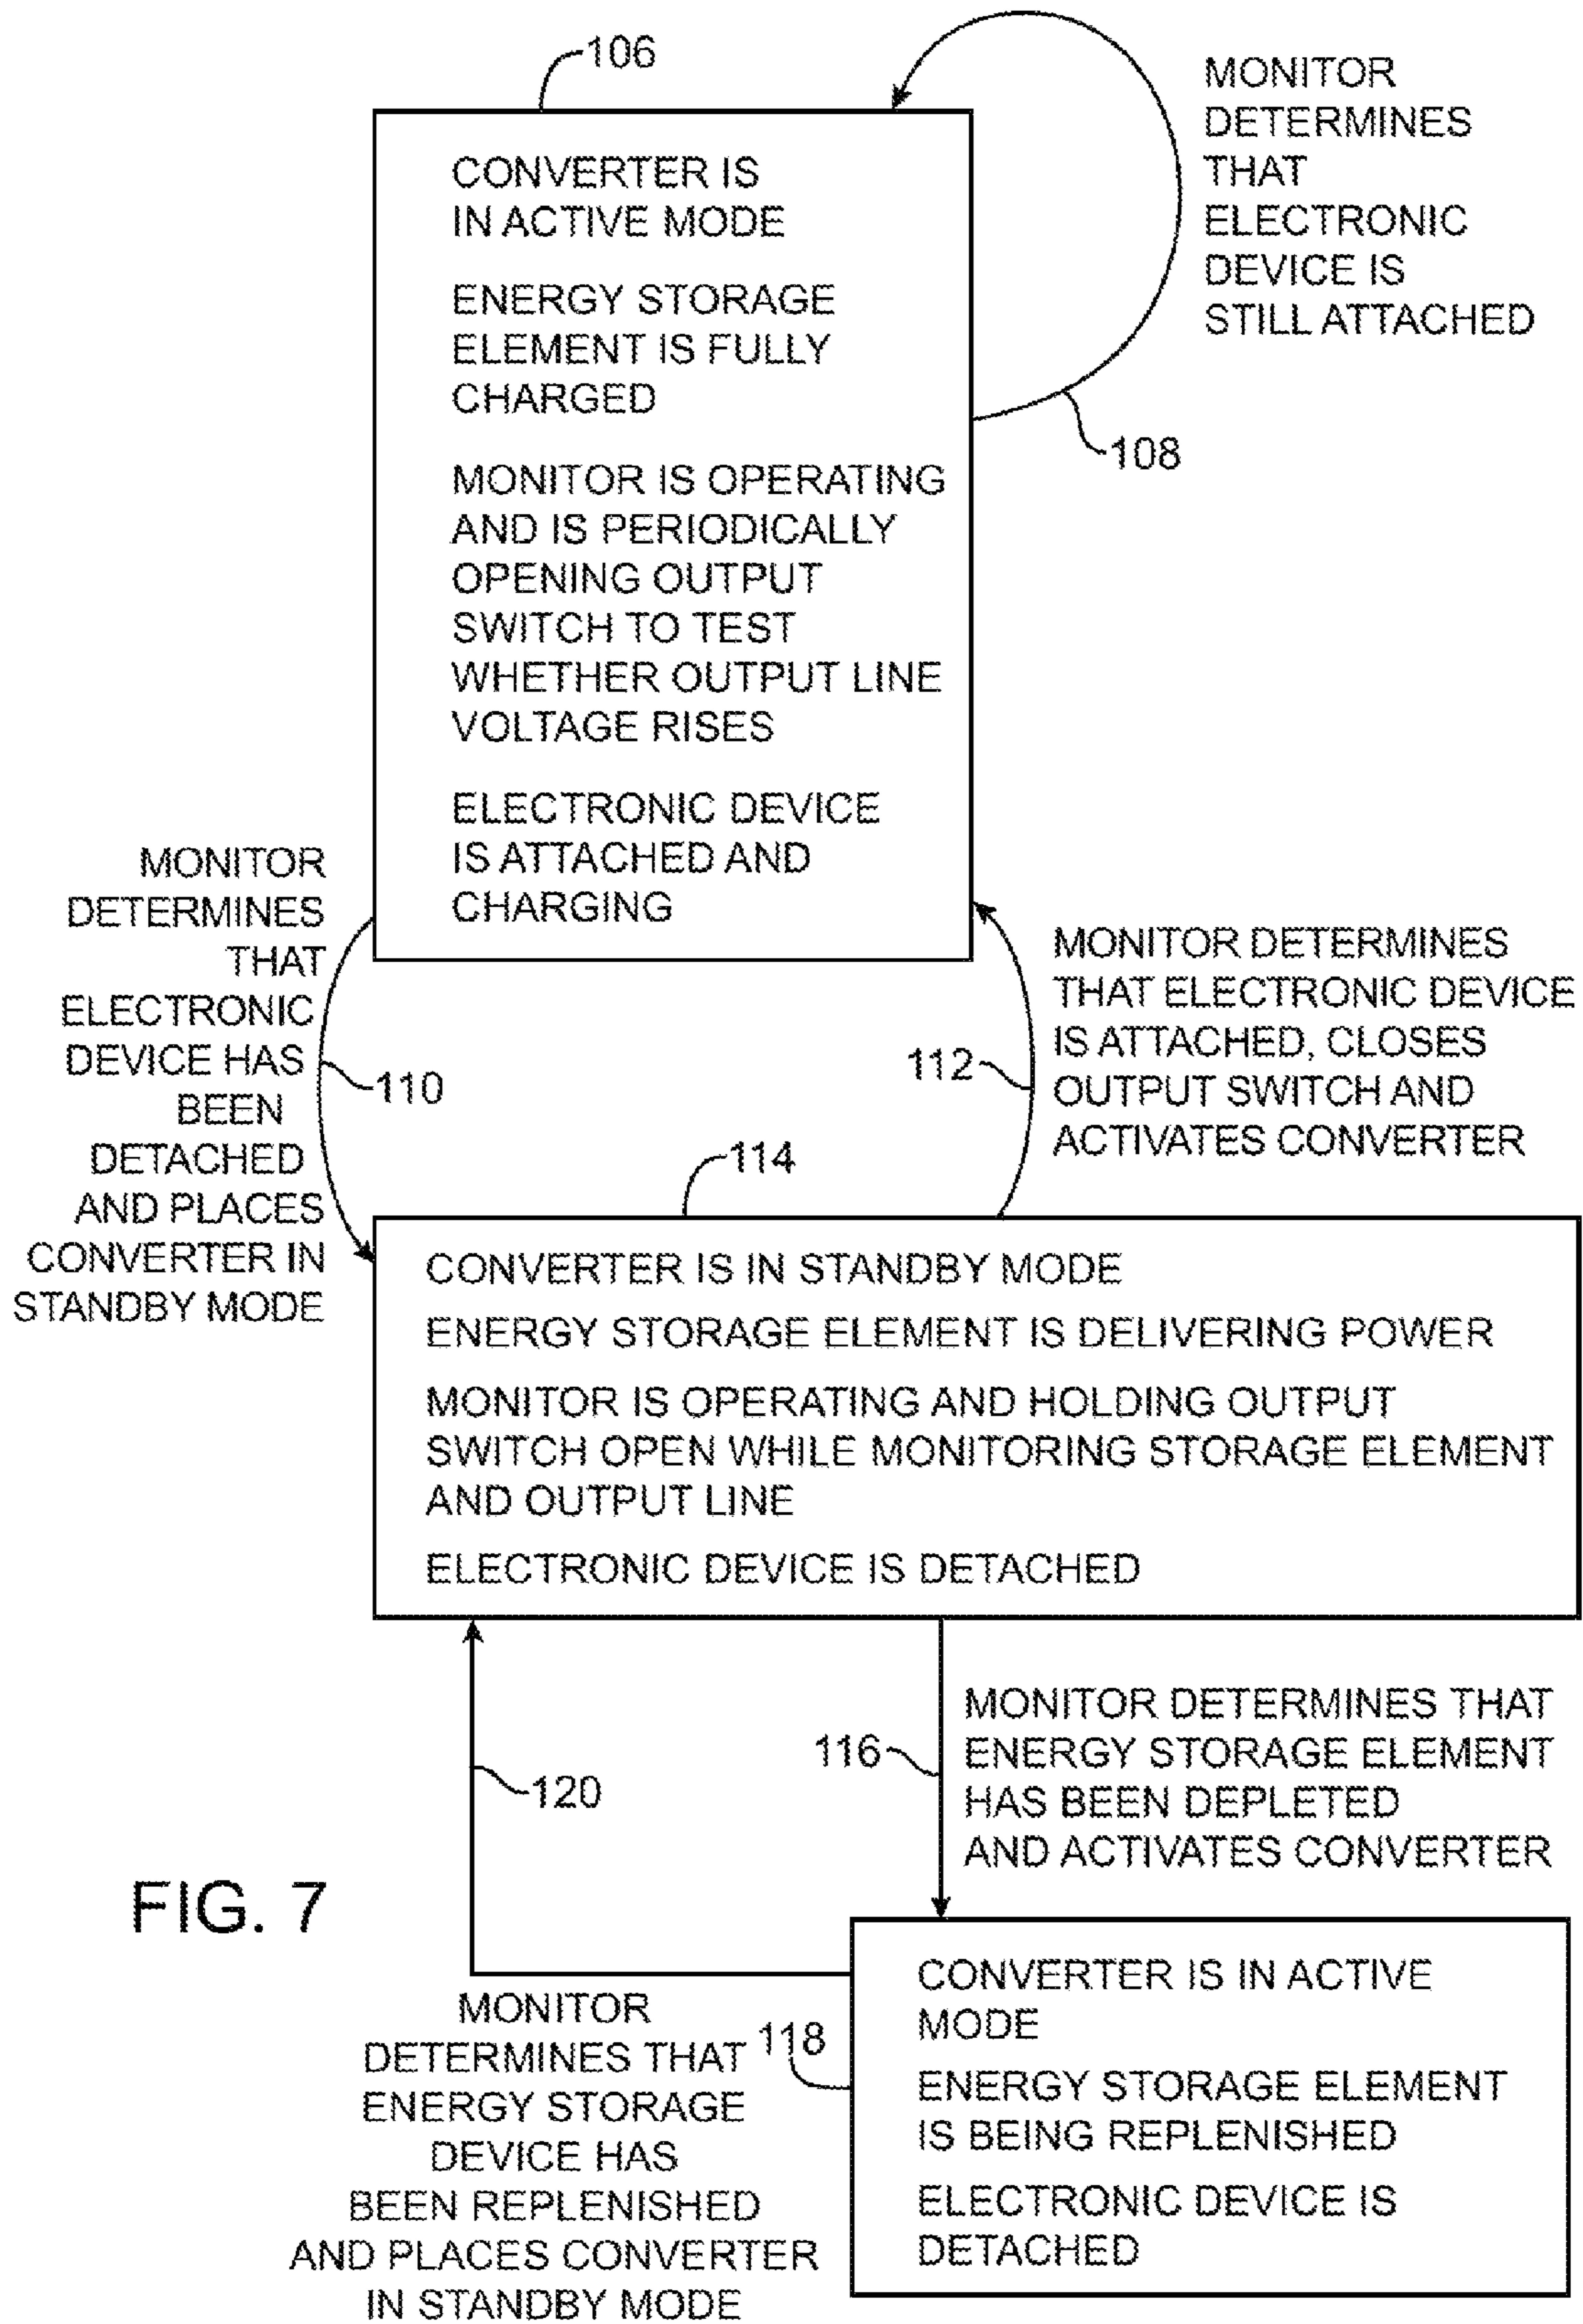 106
MONITOR
DETERMINES
THAT
ELECTRONIC
DEVICE IS
STILL ATTACHED
108
CONVERTER IS
IN ACTIVE MODE
ENERGY STORAGE
ELEMENT IS FULLY
CHARGED
MONITOR IS OPERATING
AND IS PERIODICALLY
OPENING OUTPUT
SWITCH TO TEST
WHETHER OUTPUT LINE
VOLTAGE RISES
ELECTRONIC DEVICE
IS ATTACHED AND
CHARGING
MONITOR
DETERMINES
THAT
ELECTRONIC
DEVICE HAS
BEEN
DETACHED
AND PLACES
CONVERTER IN
STANDBY MODE
110
112
MONITOR DETERMINES
THAT ELECTRONIC DEVICE
IS ATTACHED, CLOSES
OUTPUT SWITCH AND
ACTIVATES CONVERTER
114
CONVERTER IS IN STANDBY MODE
ENERGY STORAGE ELEMENT IS DELIVERING POWER
MONITOR IS OPERATING AND HOLDING OUTPUT
SWITCH OPEN WHILE MONITORING STORAGE ELEMENT
AND OUTPUT LINE
ELECTRONIC DEVICE IS DETACHED
116
MONITOR DETERMINES THAT
ENERGY STORAGE ELEMENT
HAS BEEN DEPLETED
AND ACTIVATES CONVERTER
120
FIG. 7
MONITOR
DETERMINES THAT
ENERGY STORAGE
DEVICE HAS
BEEN REPLENISHED
AND PLACES CONVERTER
IN STANDBY MODE
118
CONVERTER IS IN ACTIVE
MODE
ENERGY STORAGE ELEMENT
IS BEING REPLENISHED
ELECTRONIC DEVICE IS
DETACHED